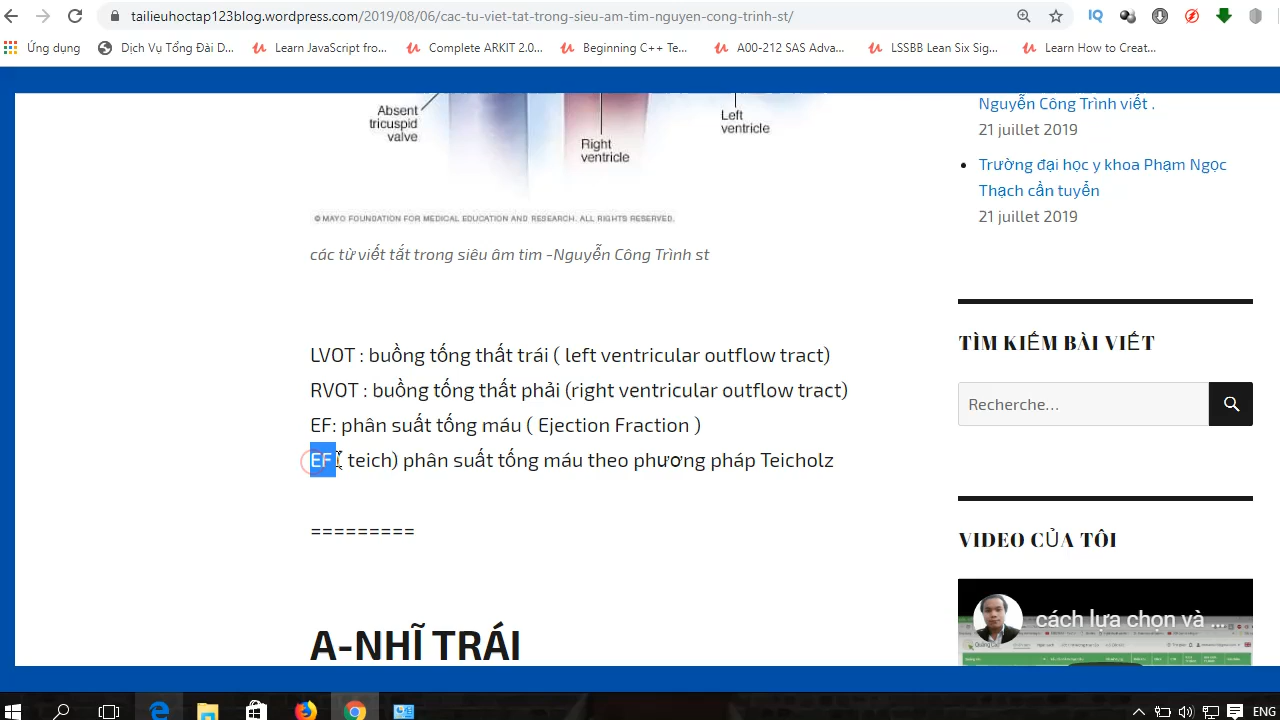 tailieuhoctap123blog.wordpress.com/2019/08/06/cac-tu-viet-tat-trong-sieu-am-tim-nguyen-cong-trinh-st/
Ứng dụng
Dịch Vụ Tổng Đài D...
Learn JavaScript fro...
Complete ARKIT 2.0...
Beginning C++ Te...
A00-212 SAS Adva...
LSSBB Lean Six Sig...
Learn How to Creat...
Absent
tricuspid
valve
Right
ventricle
Left
ventricle
© MAYO FOUNDATION FOR MEDICAL EDUCATION AND RESEARCH. ALL RIGHTS RESERVED.
các từ viết tắt trong siêu âm tim -Nguyễn Công Trình st
LVOT : buồng tống thất trái ( left ventricular outflow tract)
RVOT : buồng tống thất phải (right ventricular outflow tract)
EF: phân suất tống máu ( Ejection Fraction )
EF ( teich) phân suất tống máu theo phương pháp Teicholz
=========
A-NHĨ TRÁI
Nguyễn Công Trình viết .
21 juillet 2019
Trường đại học y khoa Phạm Ngọc
Thạch cần tuyển
21 juillet 2019
TÌM KIẾM BÀI VIẾT
Recherche…
VIDEO CỦA TÔI
cách lựa chọn và ...
ENG